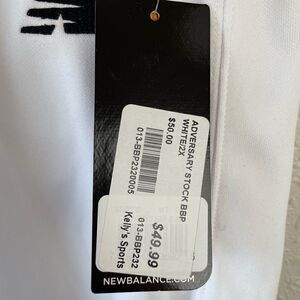 ADVERSARY STOCK BBP
WHITE/2X
$50.00
013-BBP2320005
$49.99
013-BBP232
Kelly's Sports
NEWBALANCE.COM